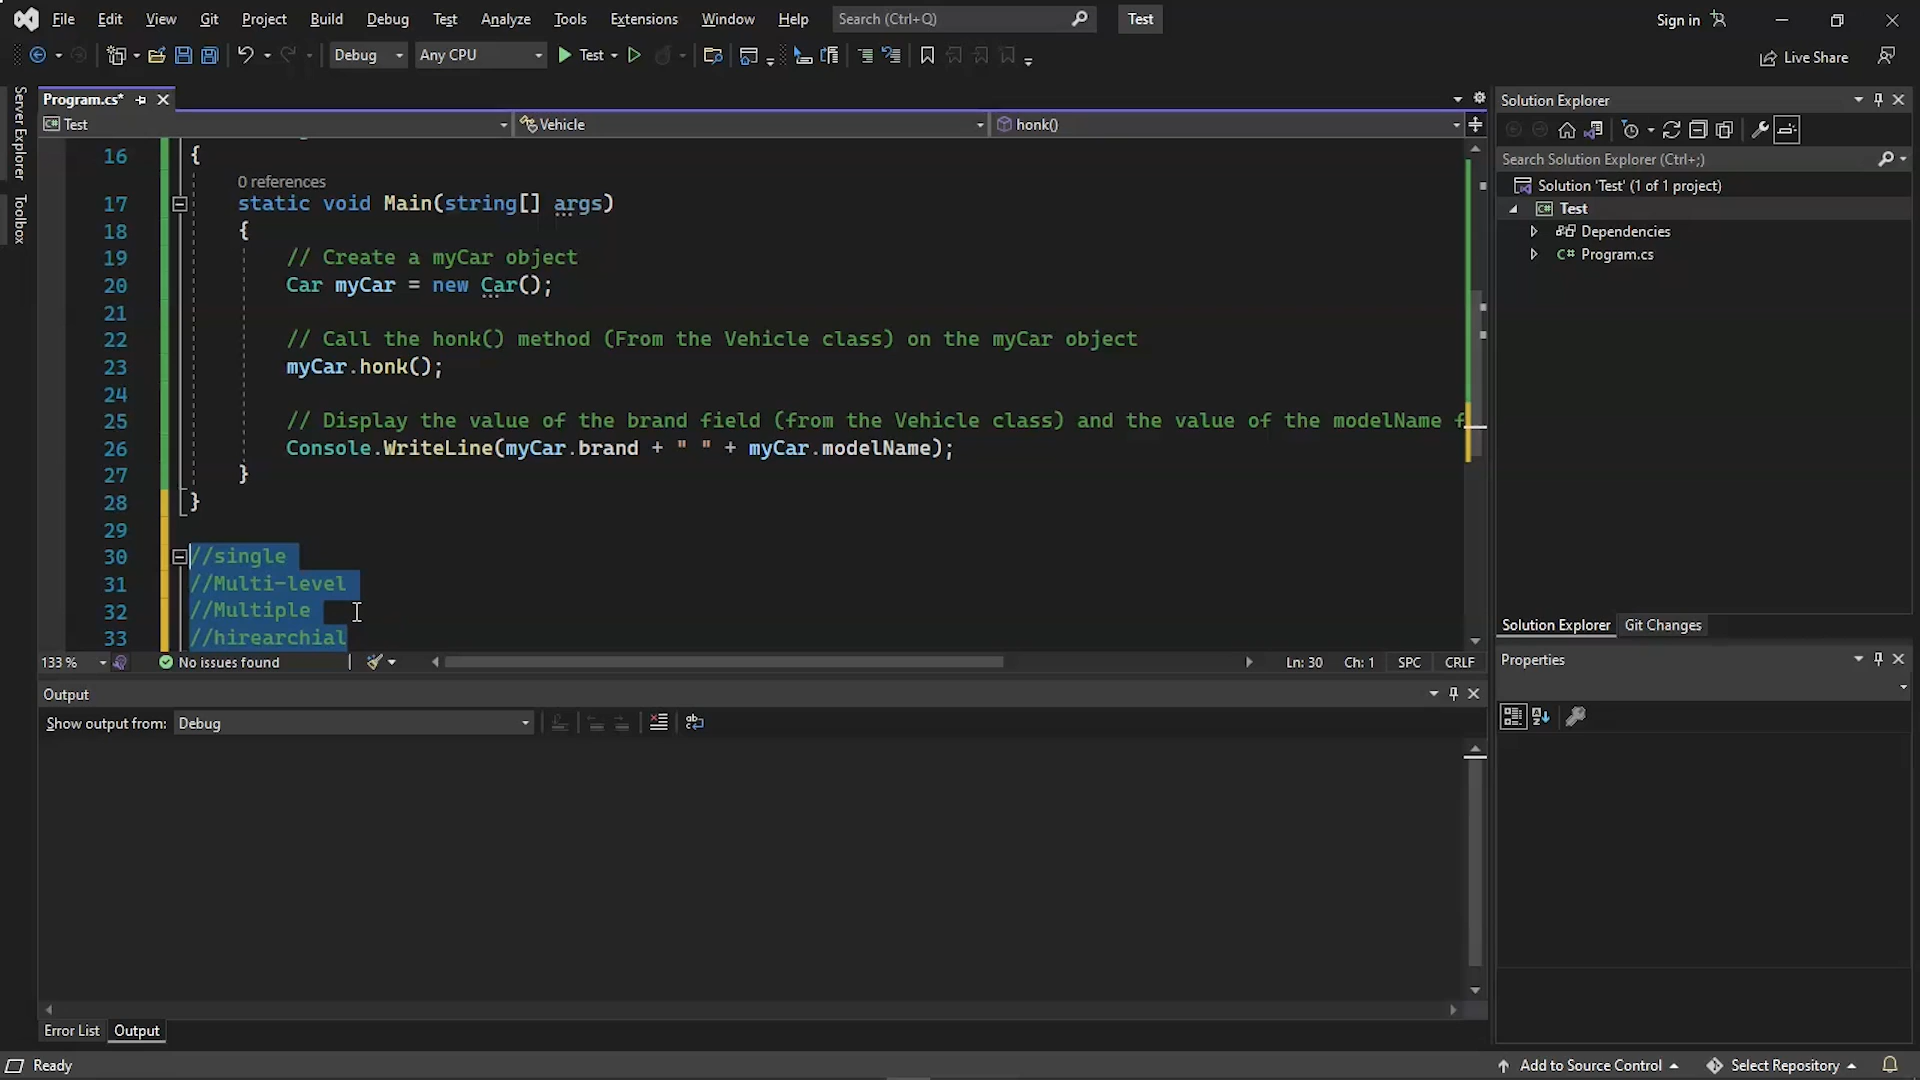 File Edit View Git Project Build Debug Test Analyze Tools Extensions Window Help Search (Ctrl+Q) Test Sign in
Debug Any CPU Test Live Share
Server Explorer
Toolbox
Program.cs*
Test Vehicle honk()
16 {
0 references
17 static void Main(string[] args)
18 {
19 // Create a myCar object
20 Car myCar = new Car();
21
22 // Call the honk() method (From the Vehicle class) on the myCar object
23 myCar.honk();
24
25 // Display the value of the brand field (from the Vehicle class) and the value of the modelName f
26 Console.WriteLine(myCar.brand + " " + myCar.modelName);
27 }
28 }
29
30 //single
31 //Multi-level
32 //Multiple
33 //hirearchial
133 % No issues found Ln: 30 Ch: 1 SPC CRLF
Output
Show output from: Debug
Error List Output
Solution Explorer
Search Solution Explorer (Ctrl+;)
Solution 'Test' (1 of 1 project)
C# Test
Dependencies
C# Program.cs
Solution Explorer Git Changes
Properties
Ready Add to Source Control Select Repository